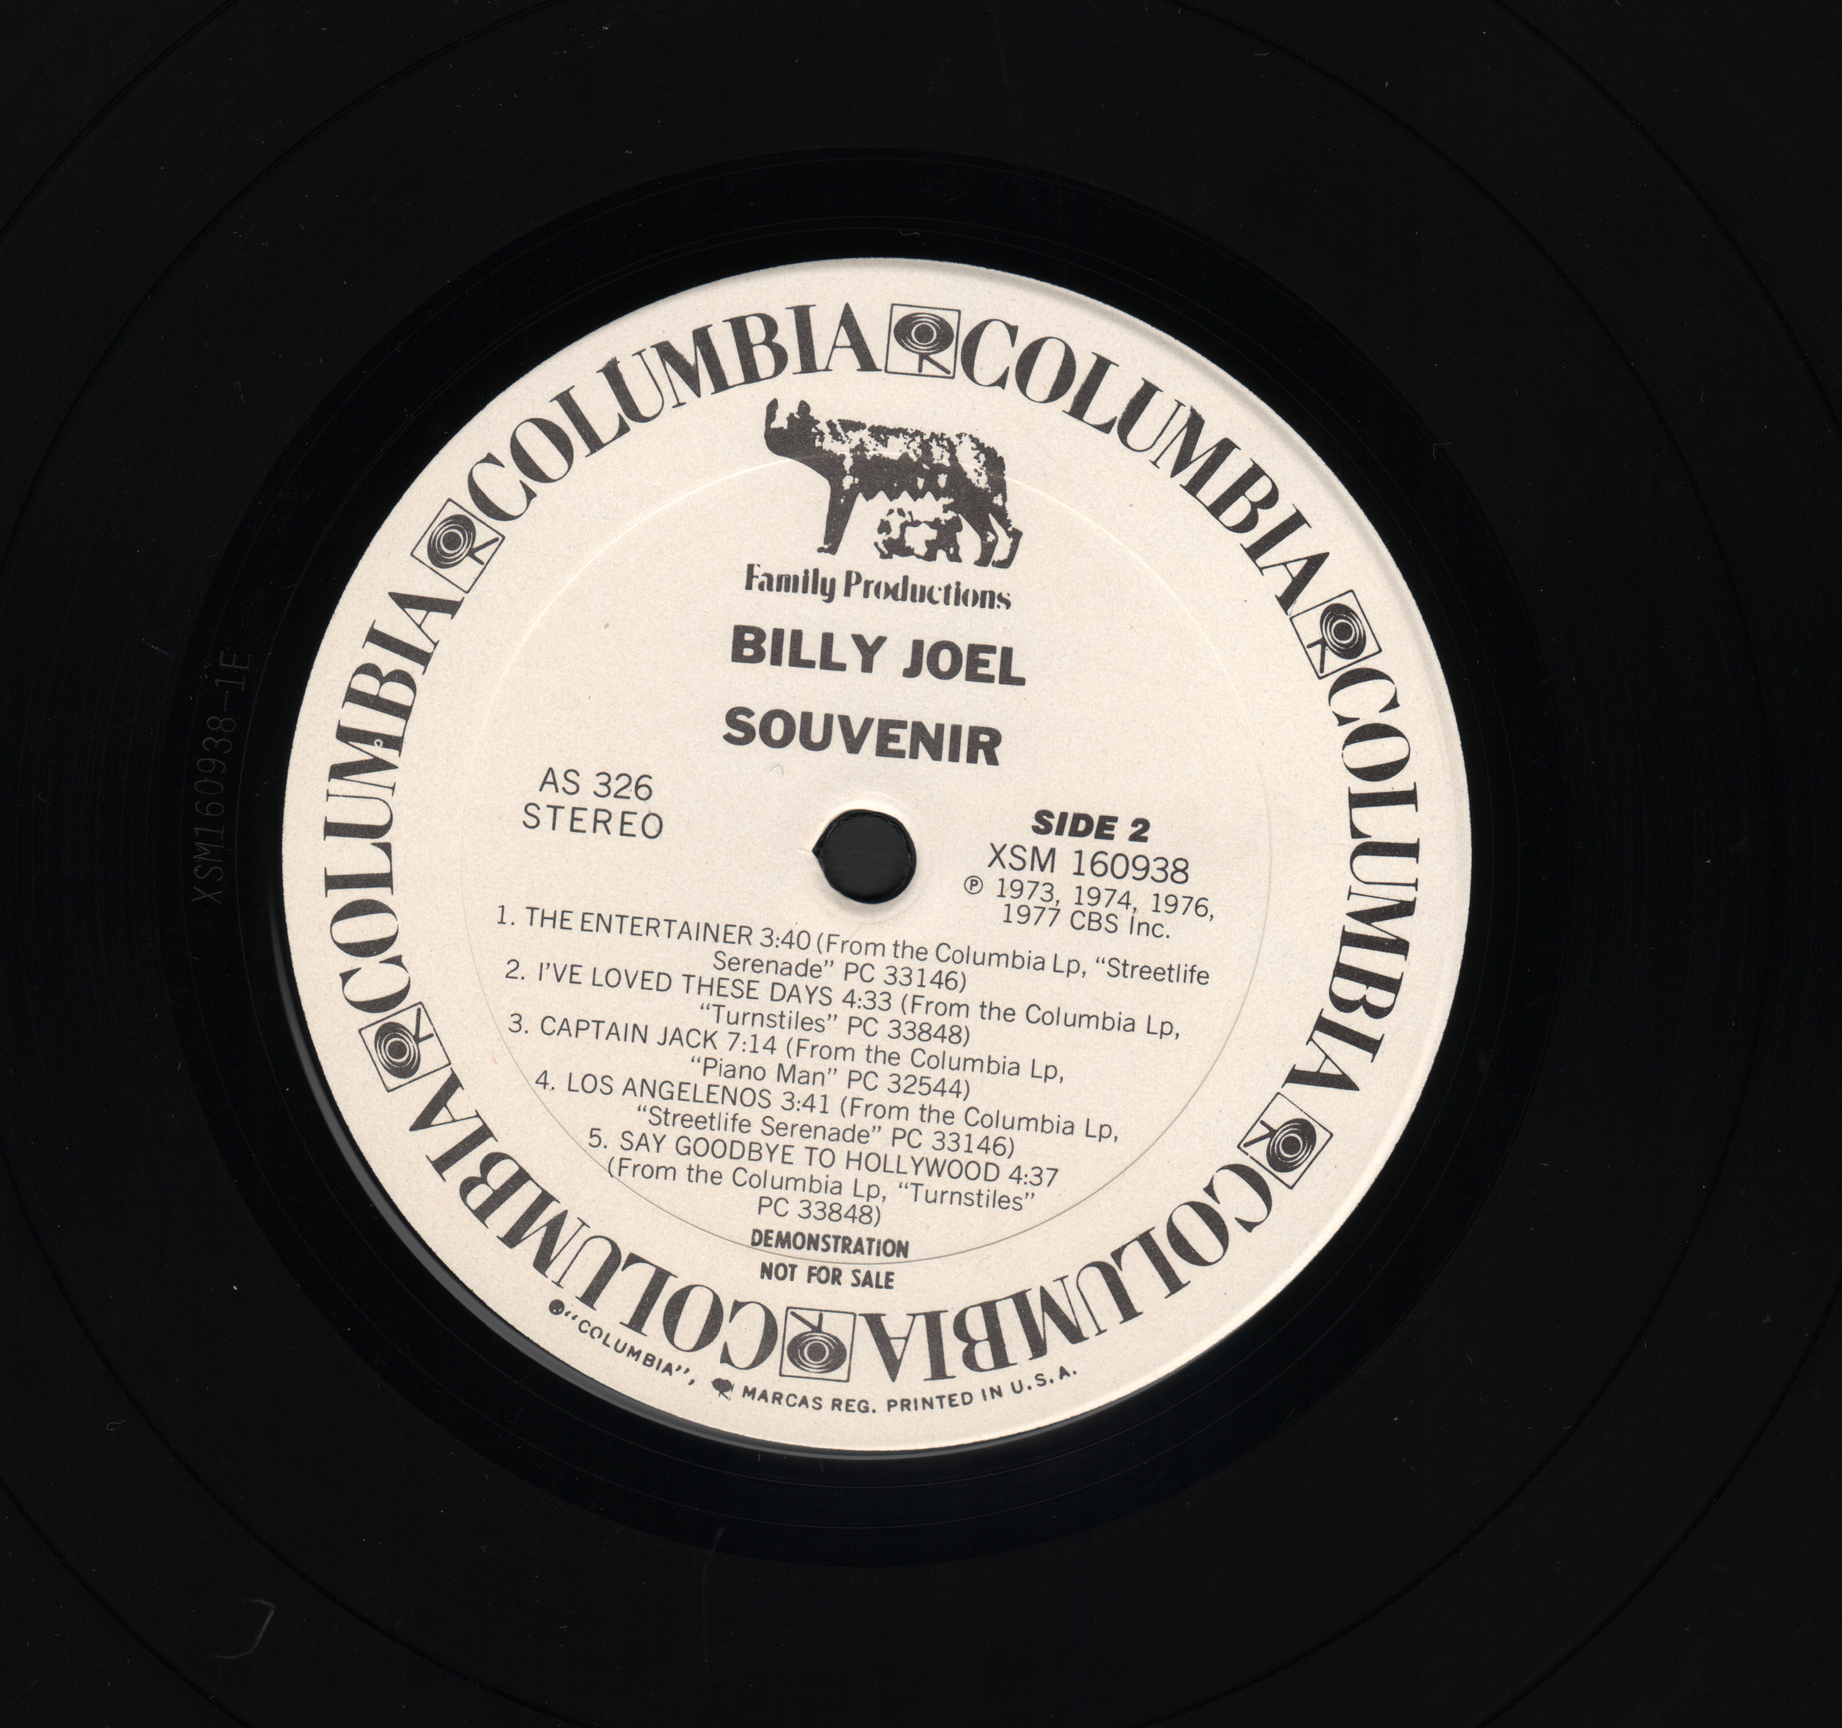 COLUMBIA COLUMBIA COLUMBIA COLUMBIA COLUMBIA COLUMBIA
Family Productions
BILLY JOEL
SOUVENIR
AS 326
STEREO
SIDE 2
XSM 160938
℗ 1973, 1974, 1976,
1977 CBS Inc.
1. THE ENTERTAINER 3:40 (From the Columbia Lp, “Streetlife
Serenade” PC 33146)
2. I’VE LOVED THESE DAYS 4:33 (From the Columbia Lp,
“Turnstiles” PC 33848)
3. CAPTAIN JACK 7:14 (From the Columbia Lp,
“Piano Man” PC 32544)
4. LOS ANGELENOS 3:41 (From the Columbia Lp,
“Streetlife Serenade” PC 33146)
5. SAY GOODBYE TO HOLLYWOOD 4:37
(From the Columbia Lp, “Turnstiles”
PC 33848)
DEMONSTRATION
NOT FOR SALE
“COLUMBIA”, MARCAS REG. PRINTED IN U.S.A.
XSM160938-1E